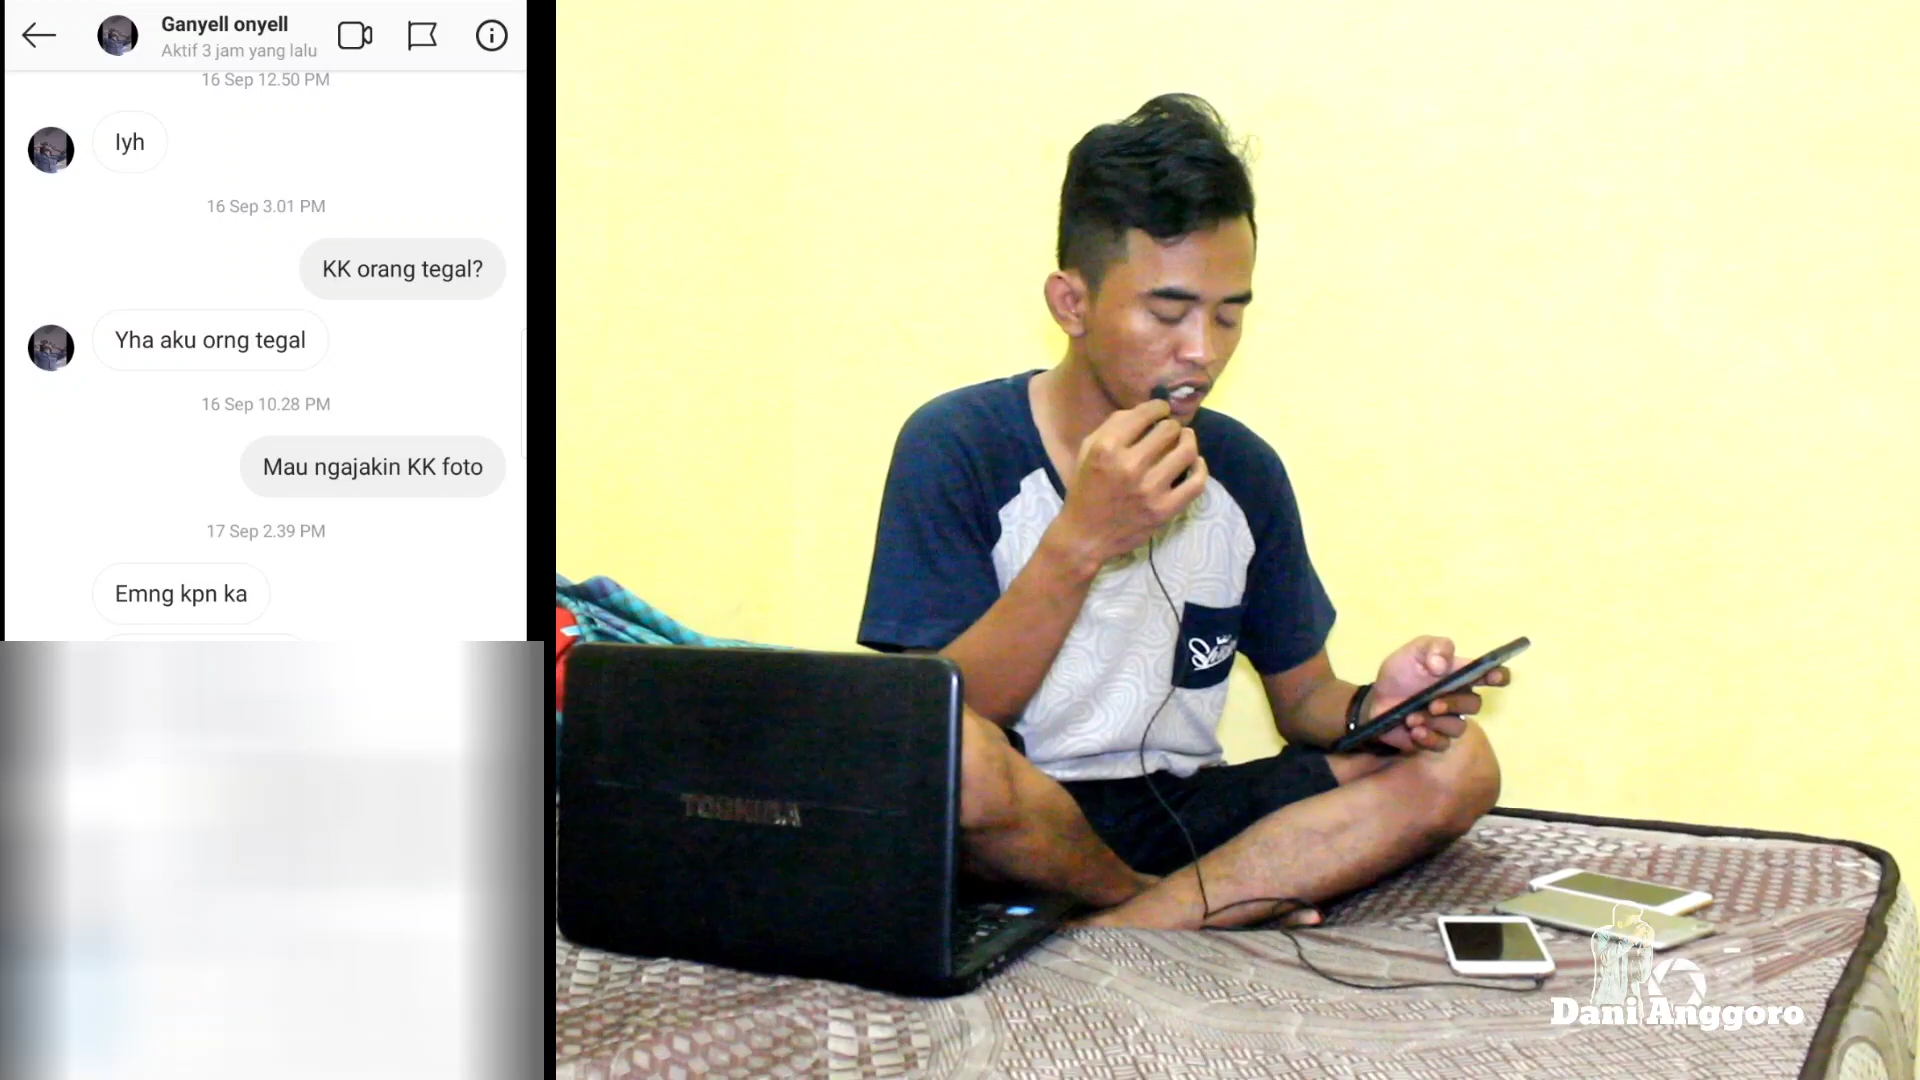 Ganyell onyell
Aktif 3 jam yang lalu
16 Sep 12.50 PM
Iyh
16 Sep 3.01 PM
KK orang tegal?
Yha aku orng tegal
16 Sep 10.28 PM
Mau ngajakin KK foto
17 Sep 2.39 PM
Emng kpn ka
TOSHIBA
Dani Anggoro